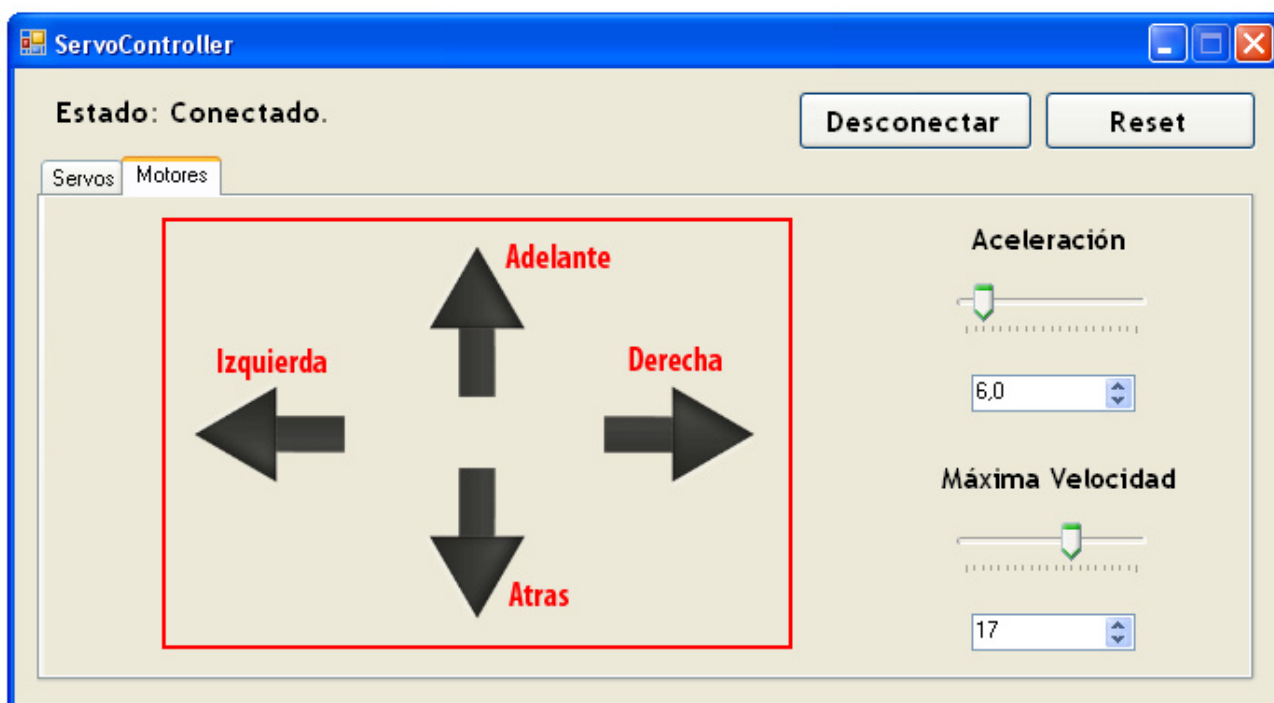 ServoController
Estado: Conectado.
Desconectar
Reset
Servos
Motores
Adelante
Izquierda
Derecha
Atras
Aceleración
6,0
Máxima Velocidad
17